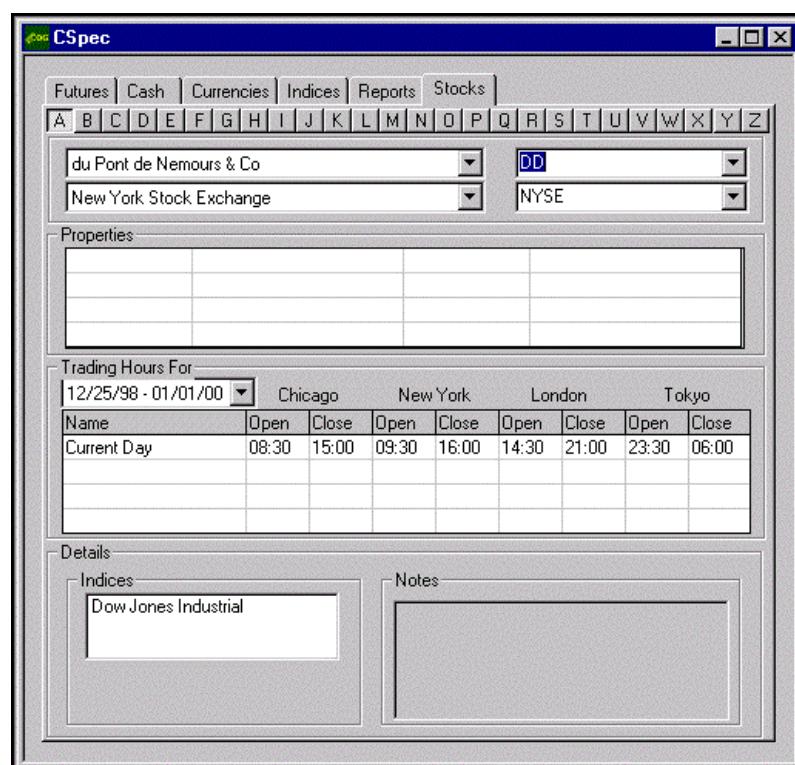 CQG CSpec
Futures Cash Currencies Indices Reports Stocks
A B C D E F G H I J K L M N O P Q R S T U V W X Y Z
du Pont de Nemours & Co DD
New York Stock Exchange NYSE
Properties
Trading Hours For
12/25/98 - 01/01/00 Chicago New York London Tokyo
Name Open Close Open Close Open Close Open Close
Current Day 08:30 15:00 09:30 16:00 14:30 21:00 23:30 06:00
Details
Indices Notes
Dow Jones Industrial